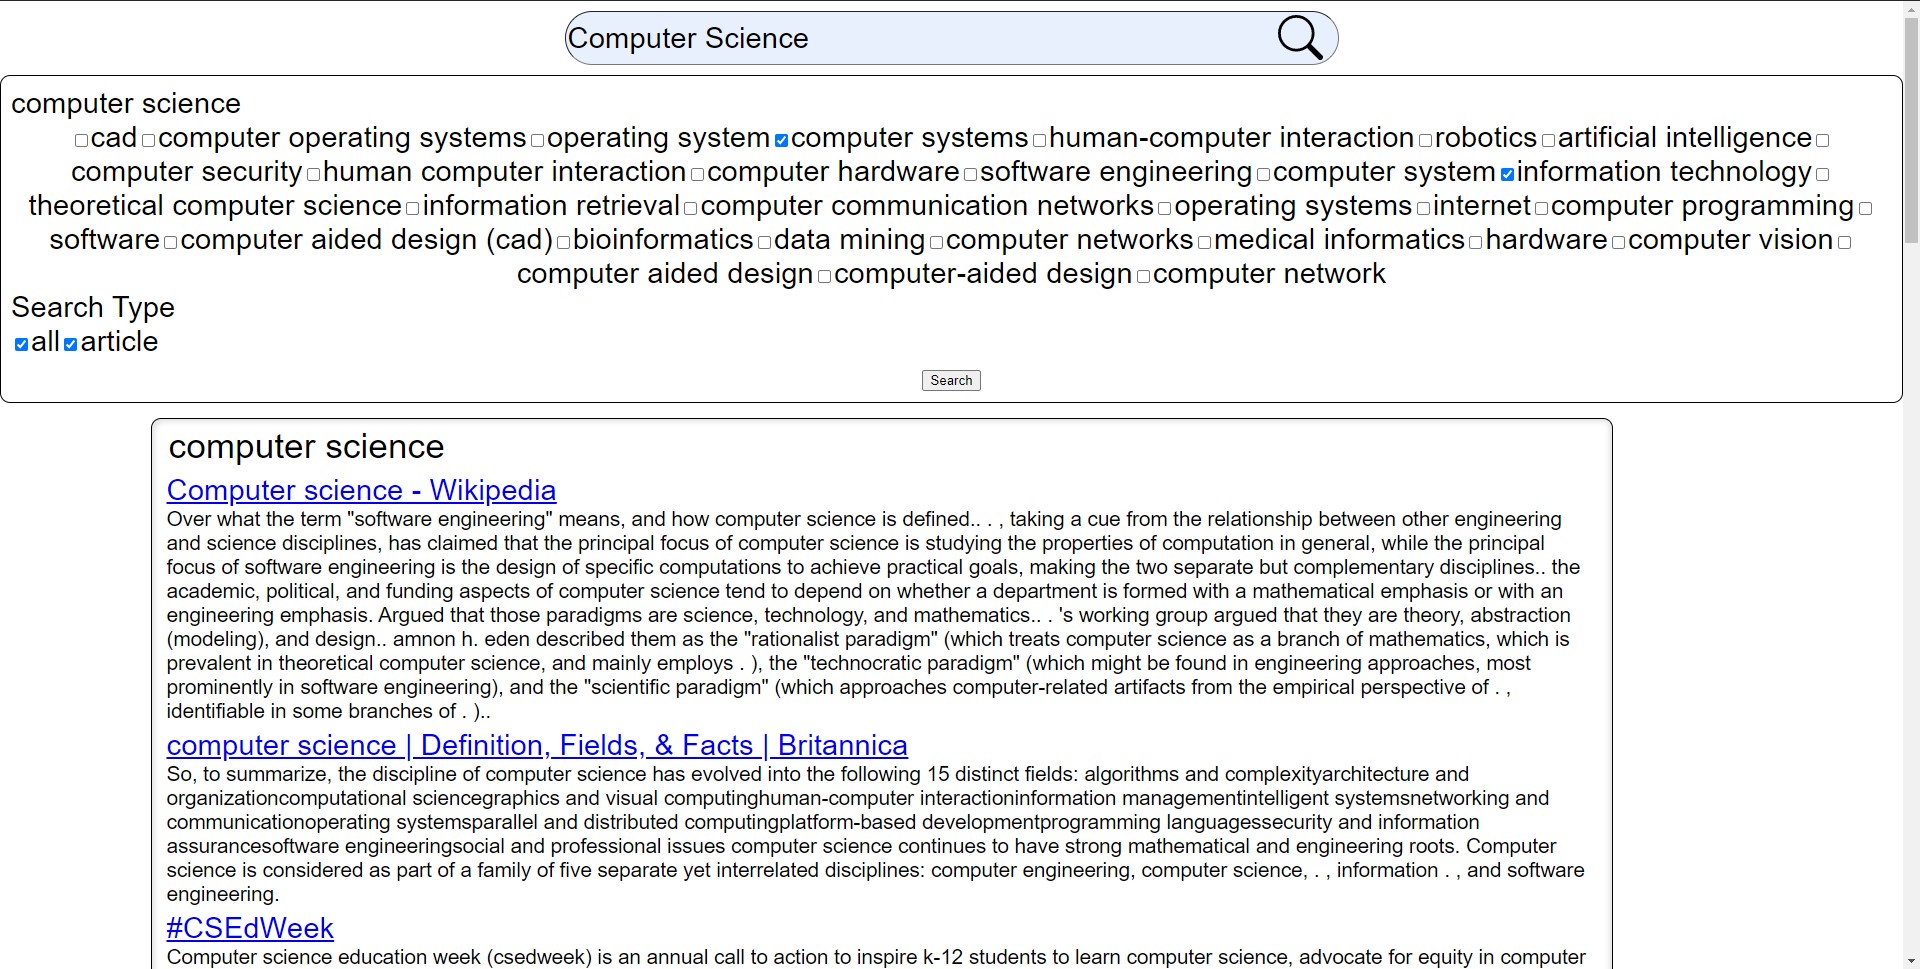 Computer Science
computer science
cad computer operating systems operating system computer systems human-computer interaction robotics artificial intelligence
computer security human computer interaction computer hardware software engineering computer system information technology
theoretical computer science information retrieval computer communication networks operating systems internet computer programming
software computer aided design (cad) bioinformatics data mining computer networks medical informatics hardware computer vision
computer aided design computer-aided design computer network
Search Type
all article
Search
computer science
Computer science - Wikipedia
Over what the term "software engineering" means, and how computer science is defined.. . , taking a cue from the relationship between other engineering
and science disciplines, has claimed that the principal focus of computer science is studying the properties of computation in general, while the principal
focus of software engineering is the design of specific computations to achieve practical goals, making the two separate but complementary disciplines.. the
academic, political, and funding aspects of computer science tend to depend on whether a department is formed with a mathematical emphasis or with an
engineering emphasis. Argued that those paradigms are science, technology, and mathematics.. . 's working group argued that they are theory, abstraction
(modeling), and design.. amnon h. eden described them as the "rationalist paradigm" (which treats computer science as a branch of mathematics, which is
prevalent in theoretical computer science, and mainly employs . ), the "technocratic paradigm" (which might be found in engineering approaches, most
prominently in software engineering), and the "scientific paradigm" (which approaches computer-related artifacts from the empirical perspective of . ,
identifiable in some branches of . )..
computer science | Definition, Fields, & Facts | Britannica
So, to summarize, the discipline of computer science has evolved into the following 15 distinct fields: algorithms and complexityarchitecture and
organizationcomputational sciencegraphics and visual computinghuman-computer interactioninformation managementintelligent systemsnetworking and
communicationoperating systemsparallel and distributed computingplatform-based developmentprogramming languagessecurity and information
assurancesoftware engineeringsocial and professional issues computer science continues to have strong mathematical and engineering roots. Computer
science is considered as part of a family of five separate yet interrelated disciplines: computer engineering, computer science, . , information . , and software
engineering.
#CSEdWeek
Computer science education week (csedweek) is an annual call to action to inspire k-12 students to learn computer science, advocate for equity in computer